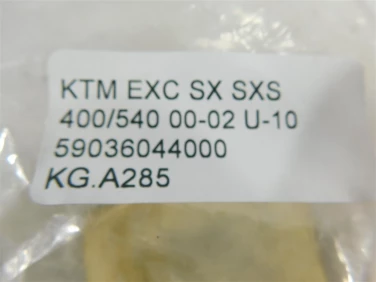 KTM EXC SX SXS
400/540 00-02 U-10
59036044000
KG.A285